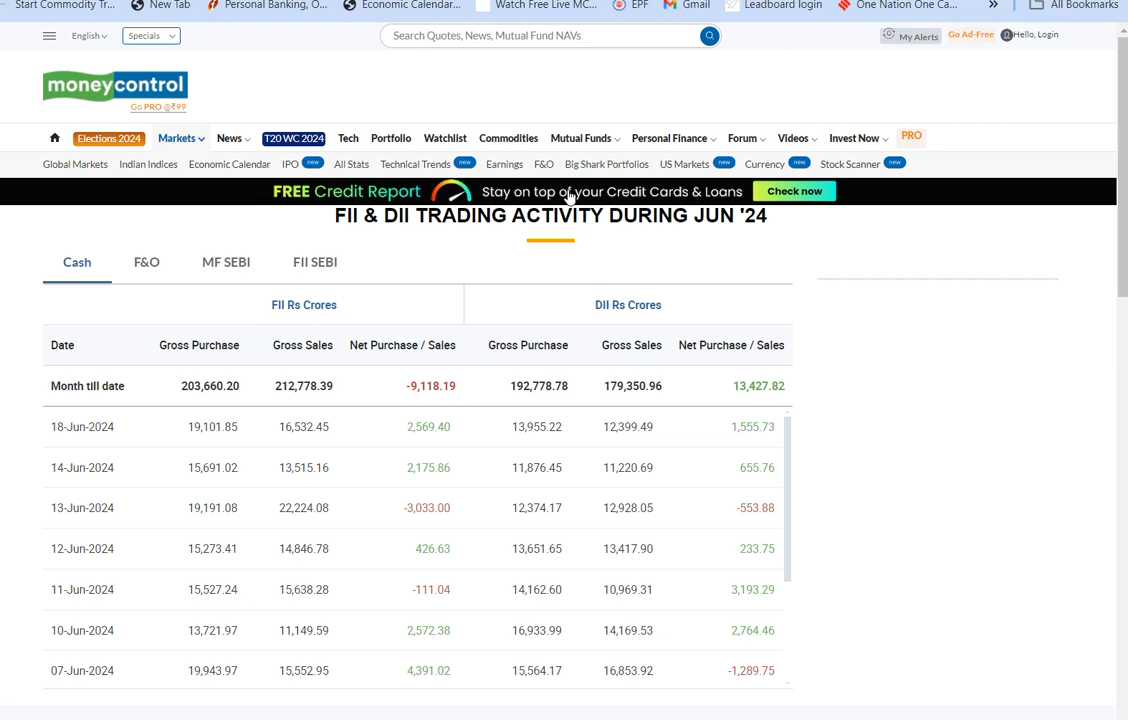 Start Commodity Tr... New Tab Personal Banking, O... Economic Calendar... Watch Free Live MC... EPF Gmail Leaderboard login One Nation One Ca... » All Bookmarks
English Specials Search Quotes, News, Mutual Fund NAVs My Alerts Go Ad-Free Hello, Login
moneycontrol
Go PRO @₹99
Elections 2024 Markets News T20 WC 2024 Tech Portfolio Watchlist Commodities Mutual Funds Personal Finance Forum Videos Invest Now PRO
Global Markets Indian Indices Economic Calendar IPO new All Stats Technical Trends new Earnings F&O Big Shark Portfolios US Markets new Currency new Stock Scanner new
FREE Credit Report Stay on top of your Credit Cards & Loans Check now
FII & DII TRADING ACTIVITY DURING JUN '24
Cash F&O MF SEBI FII SEBI
FII Rs Crores DII Rs Crores
Date Gross Purchase Gross Sales Net Purchase / Sales Gross Purchase Gross Sales Net Purchase / Sales
Month till date 203,660.20 212,778.39 -9,118.19 192,778.78 179,350.96 13,427.82
18-Jun-2024 19,101.85 16,532.45 2,569.40 13,955.22 12,399.49 1,555.73
14-Jun-2024 15,691.02 13,515.16 2,175.86 11,876.45 11,220.69 655.76
13-Jun-2024 19,191.08 22,224.08 -3,033.00 12,374.17 12,928.05 -553.88
12-Jun-2024 15,273.41 14,846.78 426.63 13,651.65 13,417.90 233.75
11-Jun-2024 15,527.24 15,638.28 -111.04 14,162.60 10,969.31 3,193.29
10-Jun-2024 13,721.97 11,149.59 2,572.38 16,933.99 14,169.53 2,764.46
07-Jun-2024 19,943.97 15,552.95 4,391.02 15,564.17 16,853.92 -1,289.75